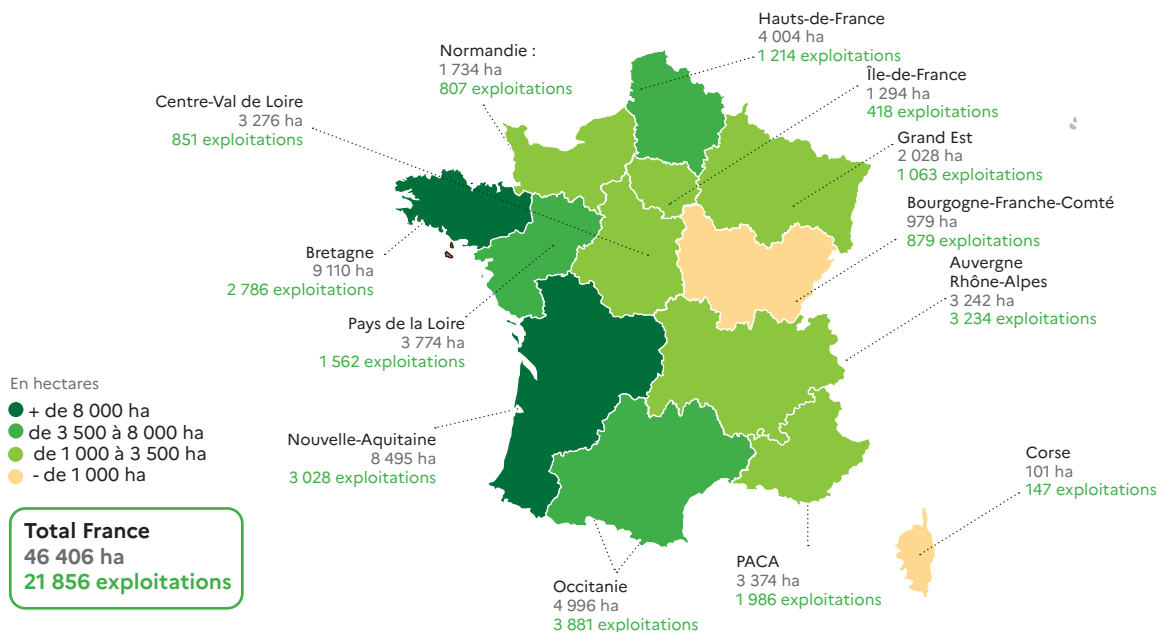 Hauts-de-France
4 004 ha
1 214 exploitations
Normandie :
1 734 ha
807 exploitations
Île-de-France
1 294 ha
418 exploitations
Centre-Val de Loire
3 276 ha
851 exploitations
Grand Est
2 028 ha
1 063 exploitations
Bourgogne-Franche-Comté
979 ha
879 exploitations
Bretagne
9 110 ha
2 786 exploitations
Auvergne
Rhône-Alpes
3 242 ha
3 234 exploitations
Pays de la Loire
3 774 ha
1 562 exploitations
En hectares
+ de 8 000 ha
de 3 500 à 8 000 ha
de 1 000 à 3 500 ha
- de 1 000 ha
Nouvelle-Aquitaine
8 495 ha
3 028 exploitations
Corse
101 ha
147 exploitations
Total France
46 406 ha
21 856 exploitations
PACA
3 374 ha
1 986 exploitations
Occitanie
4 996 ha
3 881 exploitations